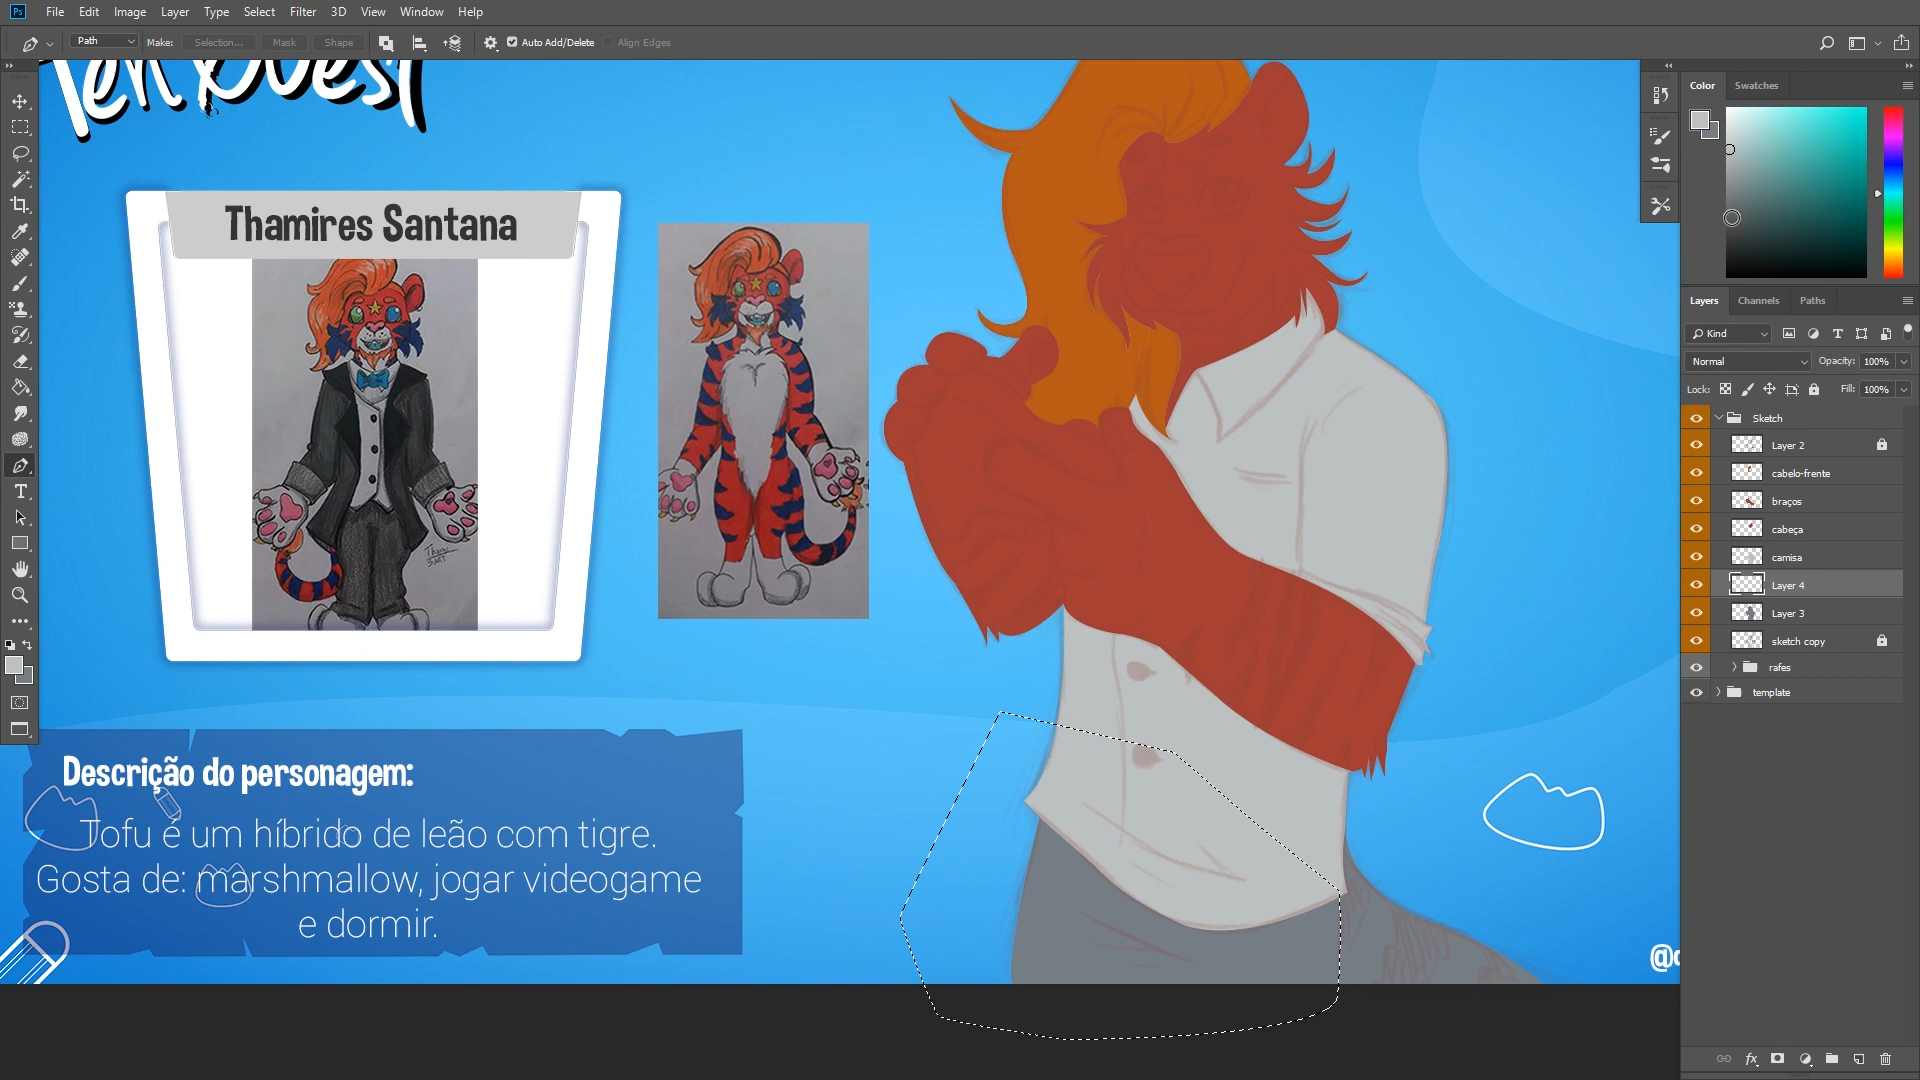 Ps File Edit Image Layer Type Select Filter 3D View Window Help
Path Make: Selection... Mask Shape Auto Add/Delete Align Edges
Thamires Santana
Descrição do personagem:
Tofu é um híbrido de leão com tigre.
Gosta de: marshmallow, jogar videogame
e dormir.
Color Swatches
Layers Channels Paths
Kind
Normal Opacity: 100%
Lock: Fill: 100%
Sketch
Layer 2
cabelo-frente
braços
cabeça
camisa
Layer 4
Layer 3
sketch copy
rafes
template